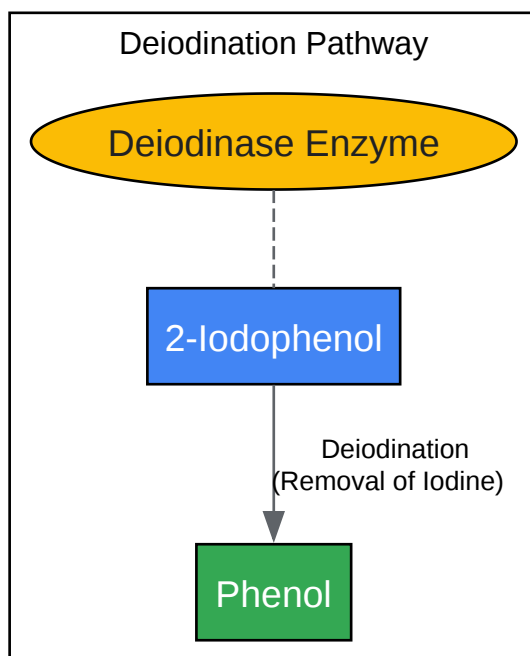 Deiodination Pathway
Deiodinase Enzyme
2-Iodophenol
Deiodination
(Removal of Iodine)
Phenol